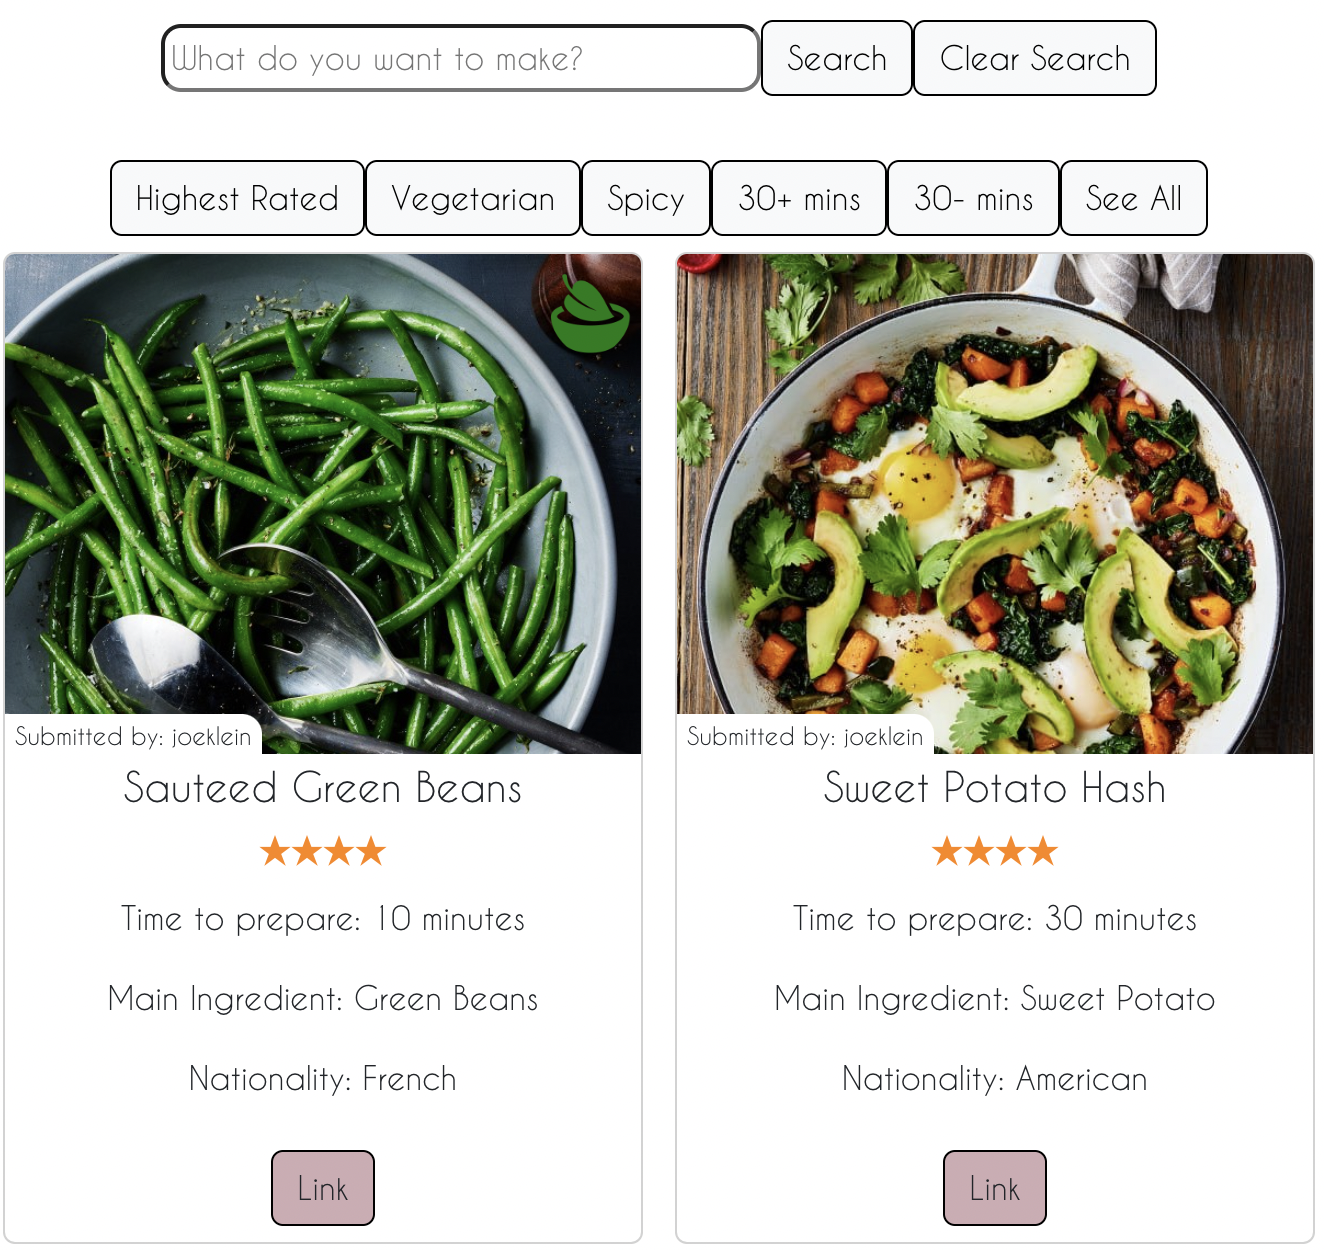 What do you want to make? Search Clear Search
Highest Rated Vegetarian Spicy 30+ mins 30- mins See All
Submitted by: joeklein
Sauteed Green Beans
Time to prepare: 10 minutes
Main Ingredient: Green Beans
Nationality: French
Link
Submitted by: joeklein
Sweet Potato Hash
Time to prepare: 30 minutes
Main Ingredient: Sweet Potato
Nationality: American
Link